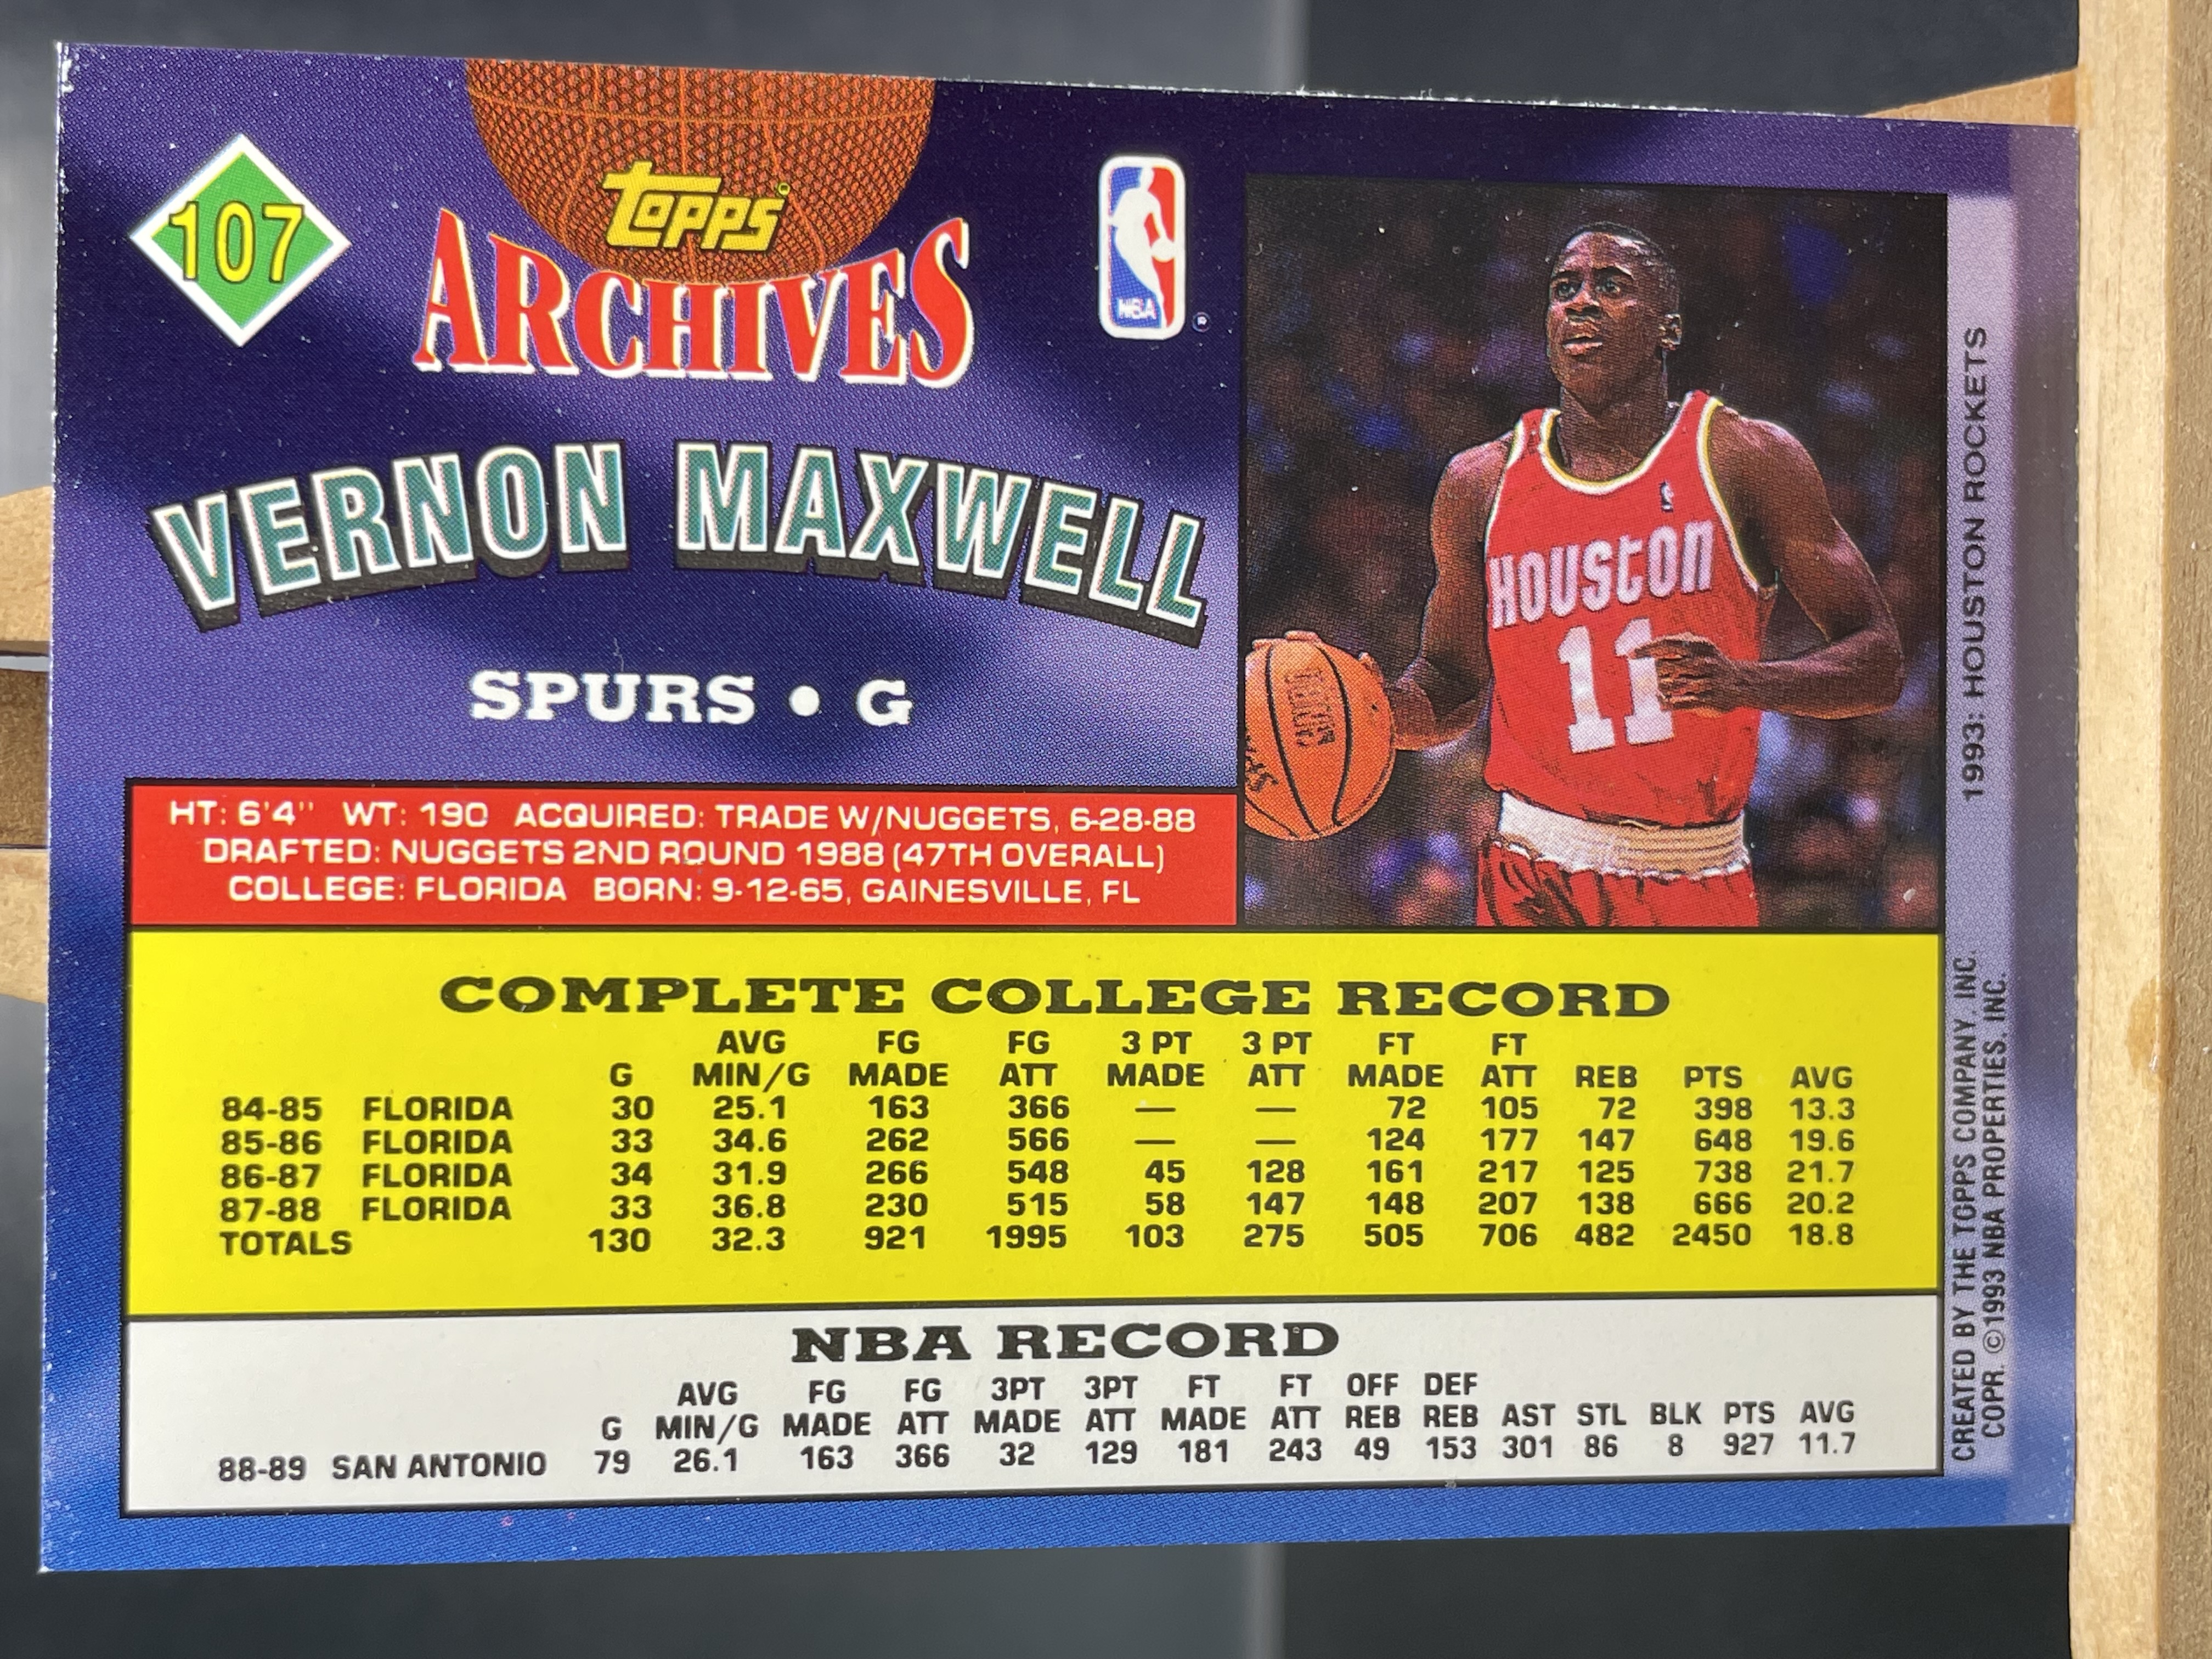 107
TOPPS
ARCHIVES
NBA
VERNON MAXWELL
SPURS • G
HOUSTON
11
1993: HOUSTON ROCKETS
HT: 6'4" WT: 190 ACQUIRED: TRADE W/NUGGETS, 6-28-88
DRAFTED: NUGGETS 2ND ROUND 1988 (47TH OVERALL)
COLLEGE: FLORIDA BORN: 9-12-65, GAINESVILLE, FL
COMPLETE COLLEGE RECORD
AVG FG FG 3 PT 3 PT FT FT
G MIN/G MADE ATT MADE ATT MADE ATT REB PTS AVG
84-85 FLORIDA 30 25.1 163 366 — — 72 105 72 398 13.3
85-86 FLORIDA 33 34.6 262 566 — — 124 177 147 648 19.6
86-87 FLORIDA 34 31.9 266 548 45 128 161 217 125 738 21.7
87-88 FLORIDA 33 36.8 230 515 58 147 148 207 138 666 20.2
TOTALS 130 32.3 921 1995 103 275 505 706 482 2450 18.8
NBA RECORD
AVG FG FG 3PT 3PT FT FT OFF DEF
G MIN/G MADE ATT MADE ATT MADE ATT REB REB AST STL BLK PTS AVG
88-89 SAN ANTONIO 79 26.1 163 366 32 129 181 243 49 153 301 86 8 927 11.7
CREATED BY THE TOPPS COMPANY, INC.
COPR. ©1993 NBA PROPERTIES, INC.